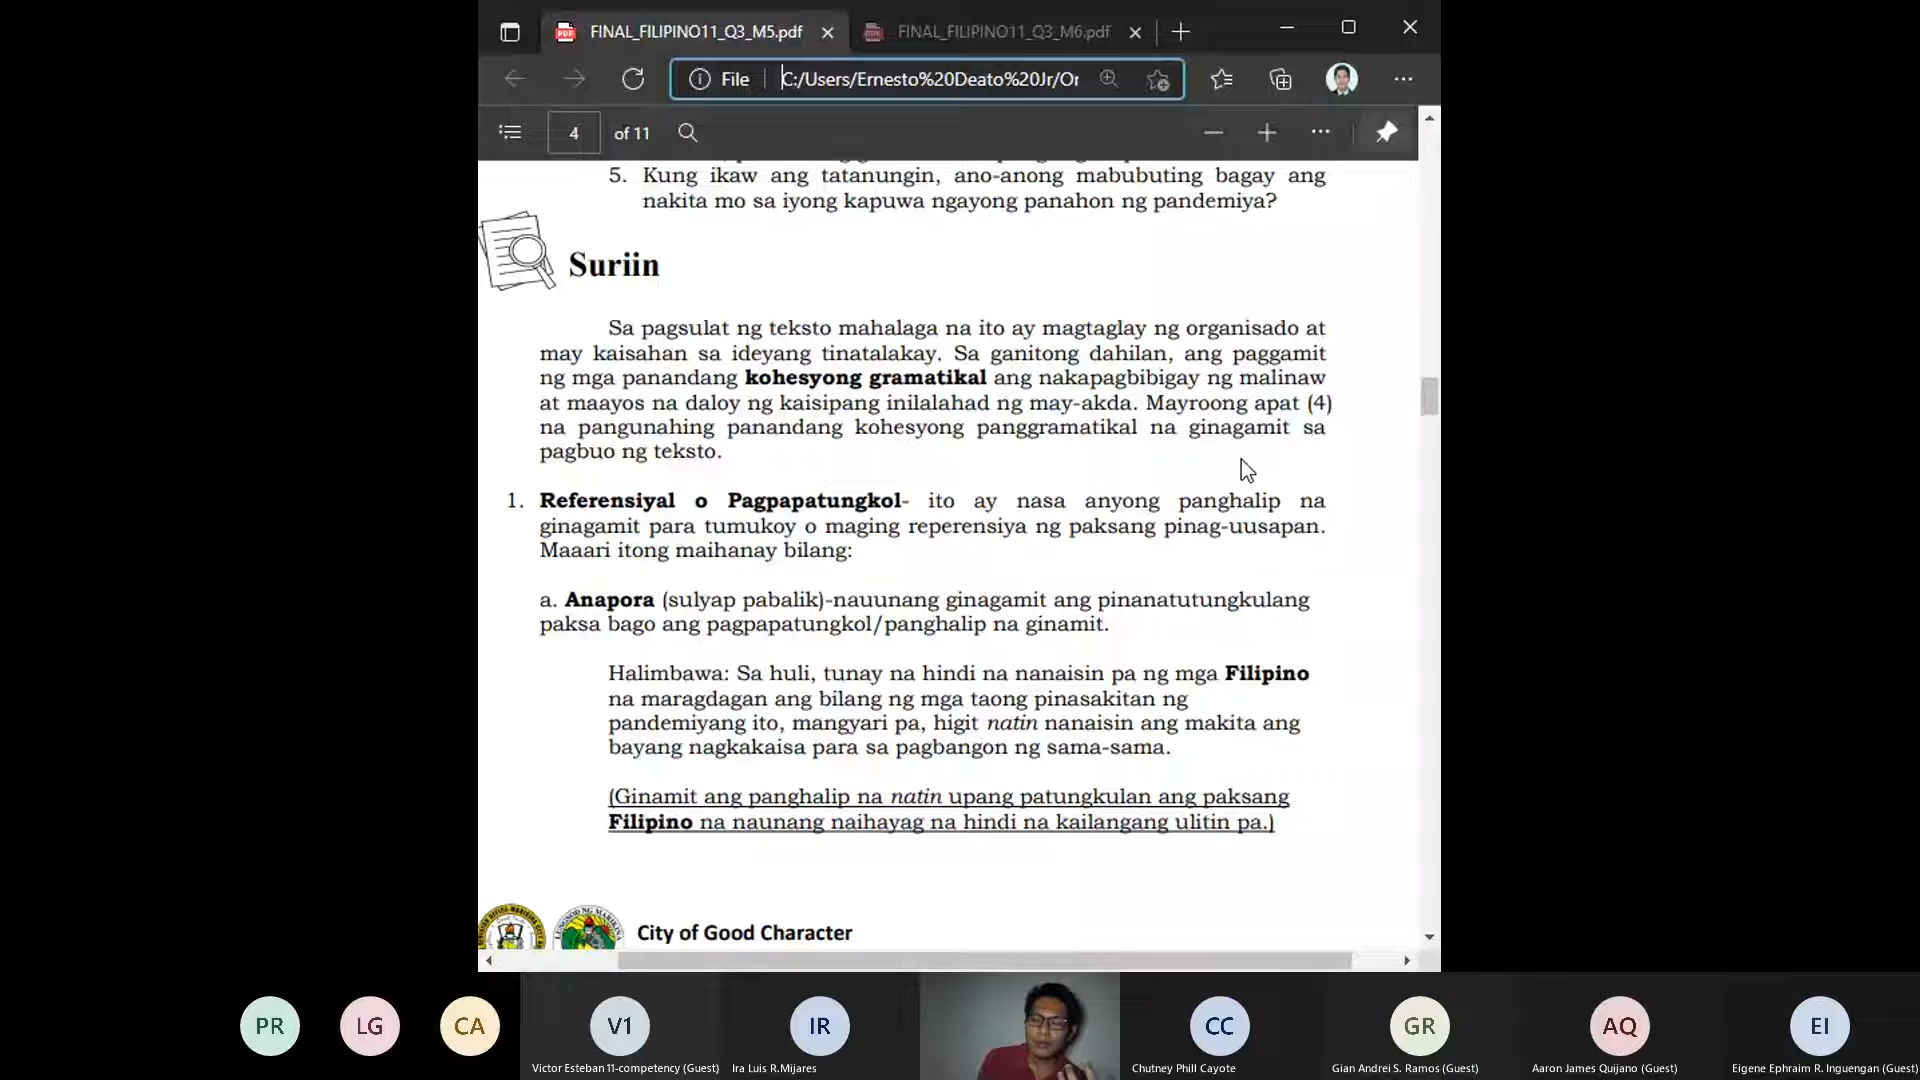 FINAL_FILIPINO11_Q3_M5.pdf
FINAL_FILIPINO11_Q3_M6.pdf
File
C:/Users/Ernesto%20Deato%20Jr/Or
4 of 11
5. Kung ikaw ang tatanungin, ano-anong mabubuting bagay ang
nakita mo sa iyong kapuwa ngayong panahon ng pandemiya?
Suriin
Sa pagsulat ng teksto mahalaga na ito ay magtaglay ng organisado at
may kaisahan sa ideyang tinatalakay. Sa ganitong dahilan, ang paggamit
ng mga panandang kohesyong gramatikal ang nakapagbibigay ng malinaw
at maayos na daloy ng kaisipang inilalahad ng may-akda. Mayroong apat (4)
na pangunahing panandang kohesyong panggramatikal na ginagamit sa
pagbuo ng teksto.
1. Referensiyal o Pagpapatungkol- ito ay nasa anyong panghalip na
ginagamit para tumukoy o maging reperensiya ng paksang pinag-uusapan.
Maaari itong maihanay bilang:
a. Anapora (sulyap pabalik)-nauunang ginagamit ang pinanatutungkulang
paksa bago ang pagpapatungkol/panghalip na ginamit.
Halimbawa: Sa huli, tunay na hindi na nanaisin pa ng mga Filipino
na maragdagan ang bilang ng mga taong pinasakitan ng
pandemiyang ito, mangyari pa, higit natin nanaisin ang makita ang
bayang nagkakaisa para sa pagbangon ng sama-sama.
(Ginamit ang panghalip na natin upang patungkulan ang paksang
Filipino na naunang naihayag na hindi na kailangang ulitin pa.)
City of Good Character
PR
LG
CA
V1
IR
CC
GR
AQ
EI
Victor Esteban 11-competency (Guest)
Ira Luis R.Mijares
Chutney Phill Cayote
Gian Andrei S. Ramos (Guest)
Aaron James Quijano (Guest)
Eigene Ephraim R. Inguengan (Guest)